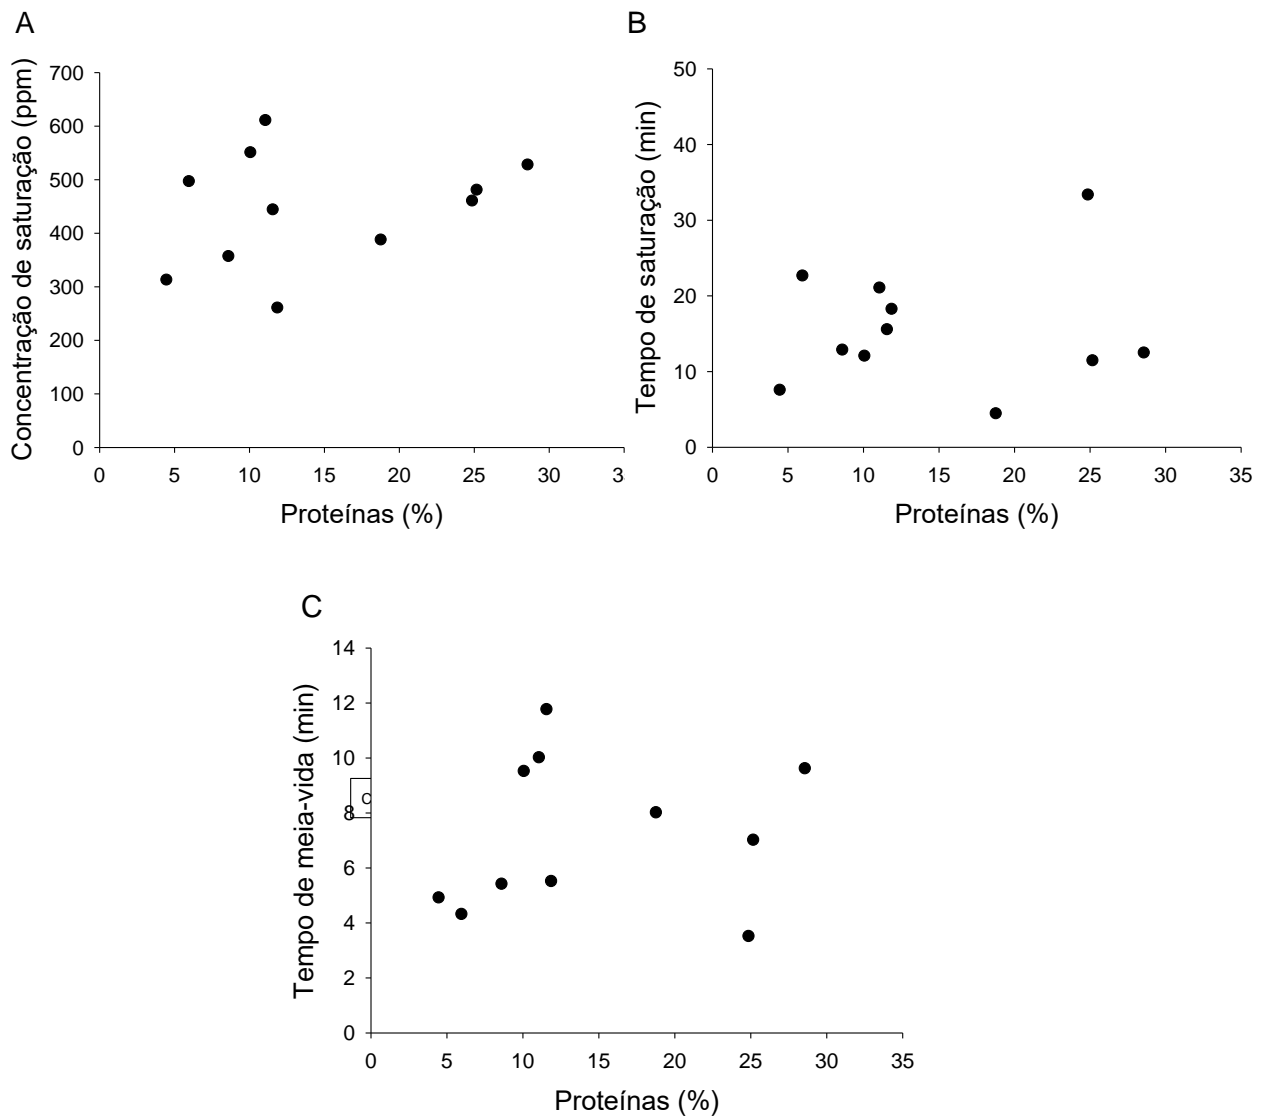 A
Concentração de saturação (ppm)
700
600
500
400
300
200
100
0
0 5 10 15 20 25 30 3
Proteínas (%)
B
Tempo de saturação (min)
50
40
30
20
10
0
0 5 10 15 20 25 30 35
Proteínas (%)
C
Tempo de meia-vida (min)
14
12
10
8
6
4
2
0
0 5 10 15 20 25 30 35
Proteínas (%)